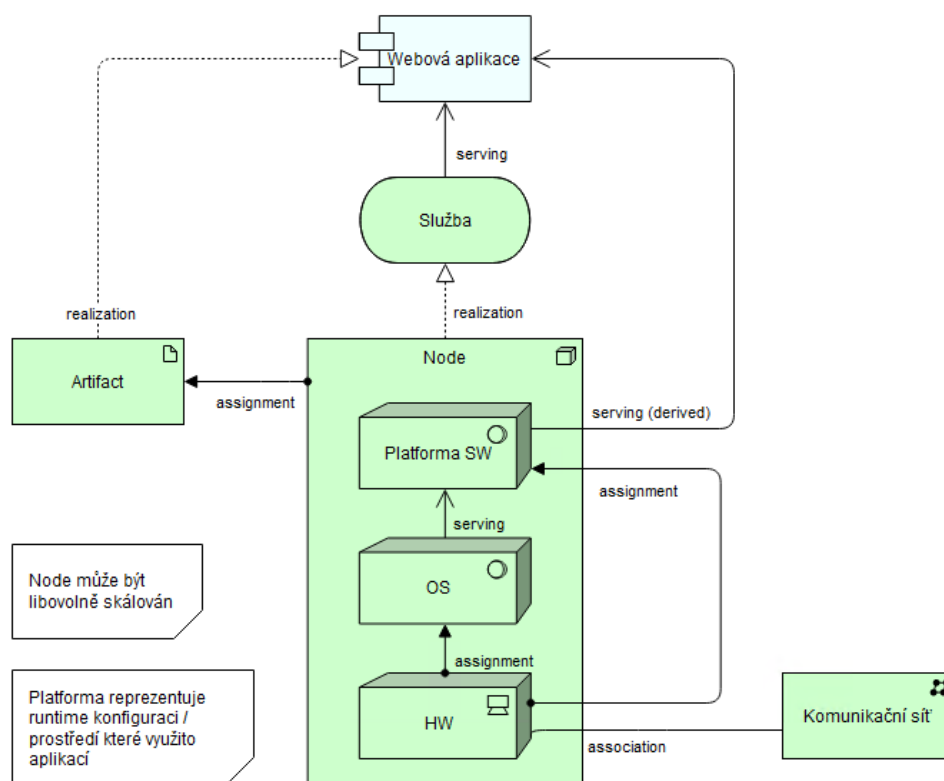 Webová aplikace
serving
Služba
realization
realization
Node
Artifact
assignment
serving (derived)
Platforma SW
assignment
serving
Node může být
libovolně skálován
OS
assignment
Platforma reprezentuje
runtime konfiguraci /
prostředí které využito
aplikací
HW
Komunikační síť
association